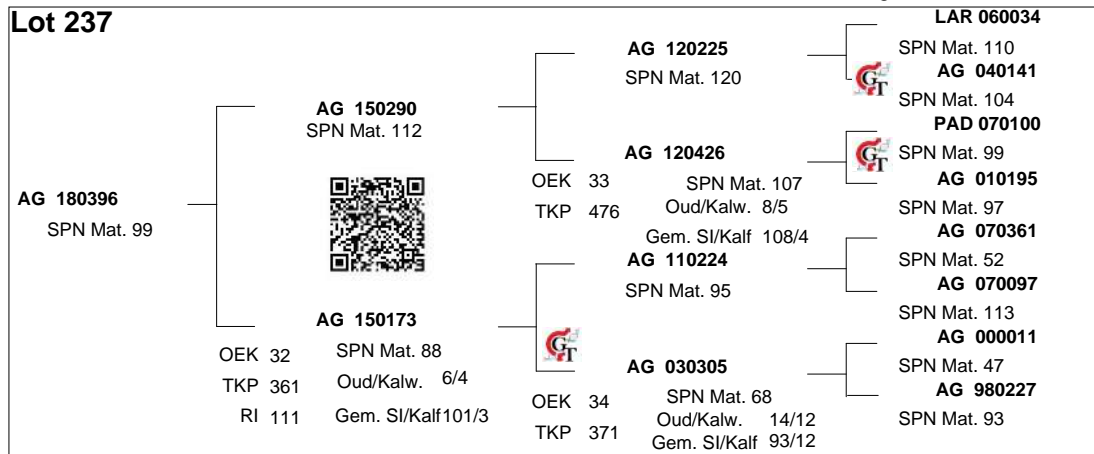 Lot 237
AG 180396
SPN Mat. 99
AG 150290
SPN Mat. 112
AG 150173
OEK 32 SPN Mat. 88
TKP 361 Oud/Kalw. 6/4
RI 111 Gem. SI/Kalf 101/3
AG 120225
SPN Mat. 120
AG 120426
OEK 33 SPN Mat. 107
TKP 476 Oud/Kalw. 8/5
Gem. SI/Kalf 108/4
AG 110224
SPN Mat. 95
GT
AG 030305
OEK 34 SPN Mat. 68
TKP 371 Oud/Kalw. 14/12
Gem. SI/Kalf 93/12
LAR 060034
SPN Mat. 110
GT
AG 040141
SPN Mat. 104
PAD 070100
GT
SPN Mat. 99
AG 010195
SPN Mat. 97
AG 070361
SPN Mat. 52
AG 070097
SPN Mat. 113
AG 000011
SPN Mat. 47
AG 980227
SPN Mat. 93